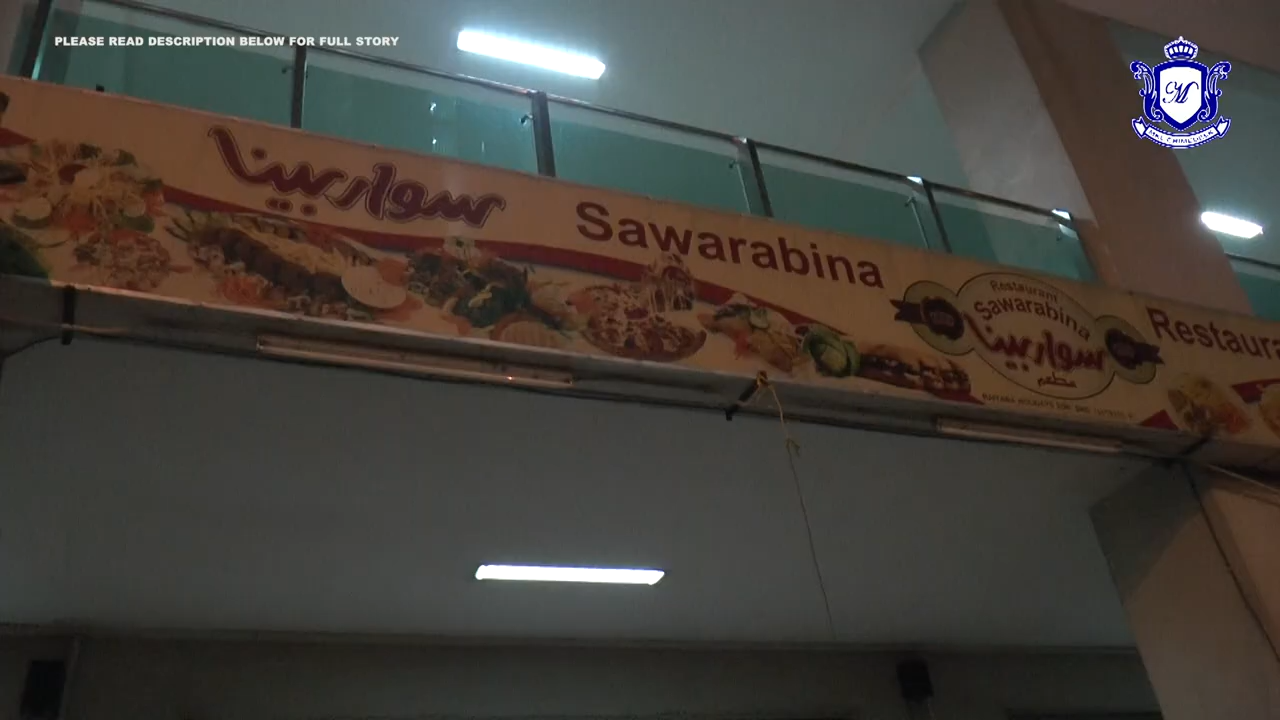 PLEASE READ DESCRIPTION BELOW FOR FULL STORY
M
سواربينا
Sawarabina
Restaurant
Sawarabina
سواربينا
مطعم
Restaura